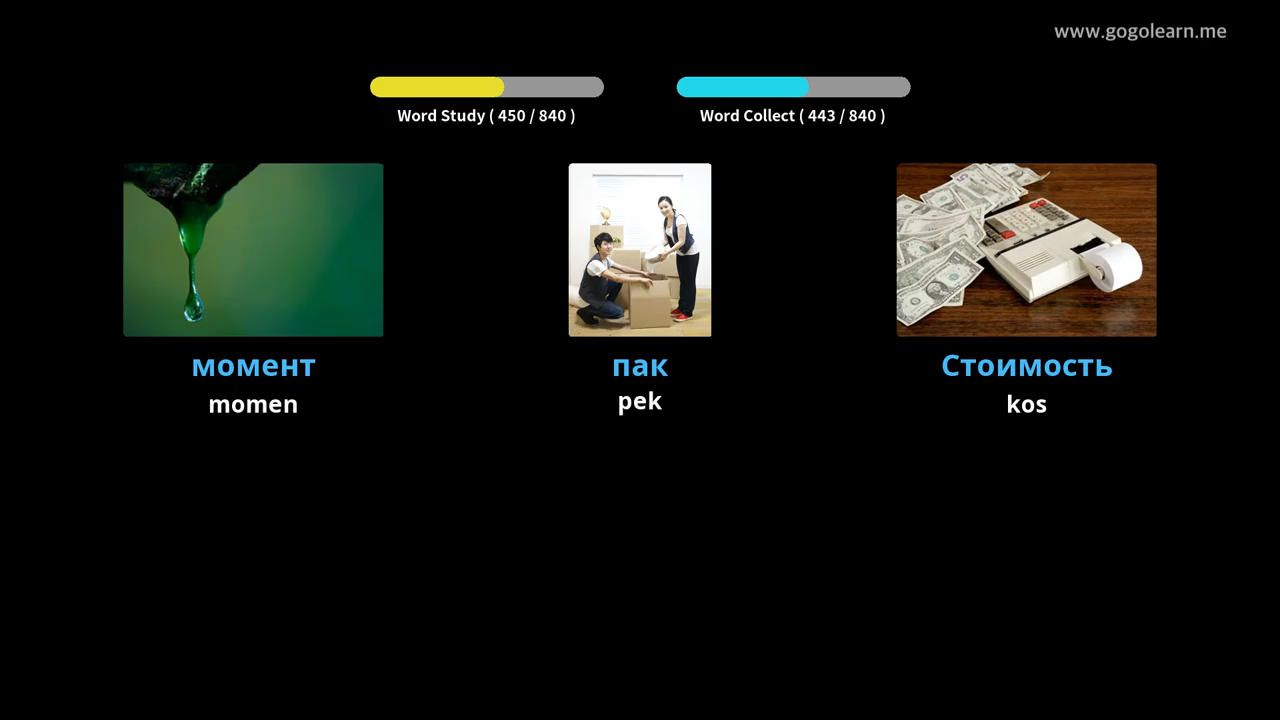 www.gogolearn.me
Word Study ( 450 / 840 )
Word Collect ( 443 / 840 )
момент
momen
пак
pek
Стоимость
kos